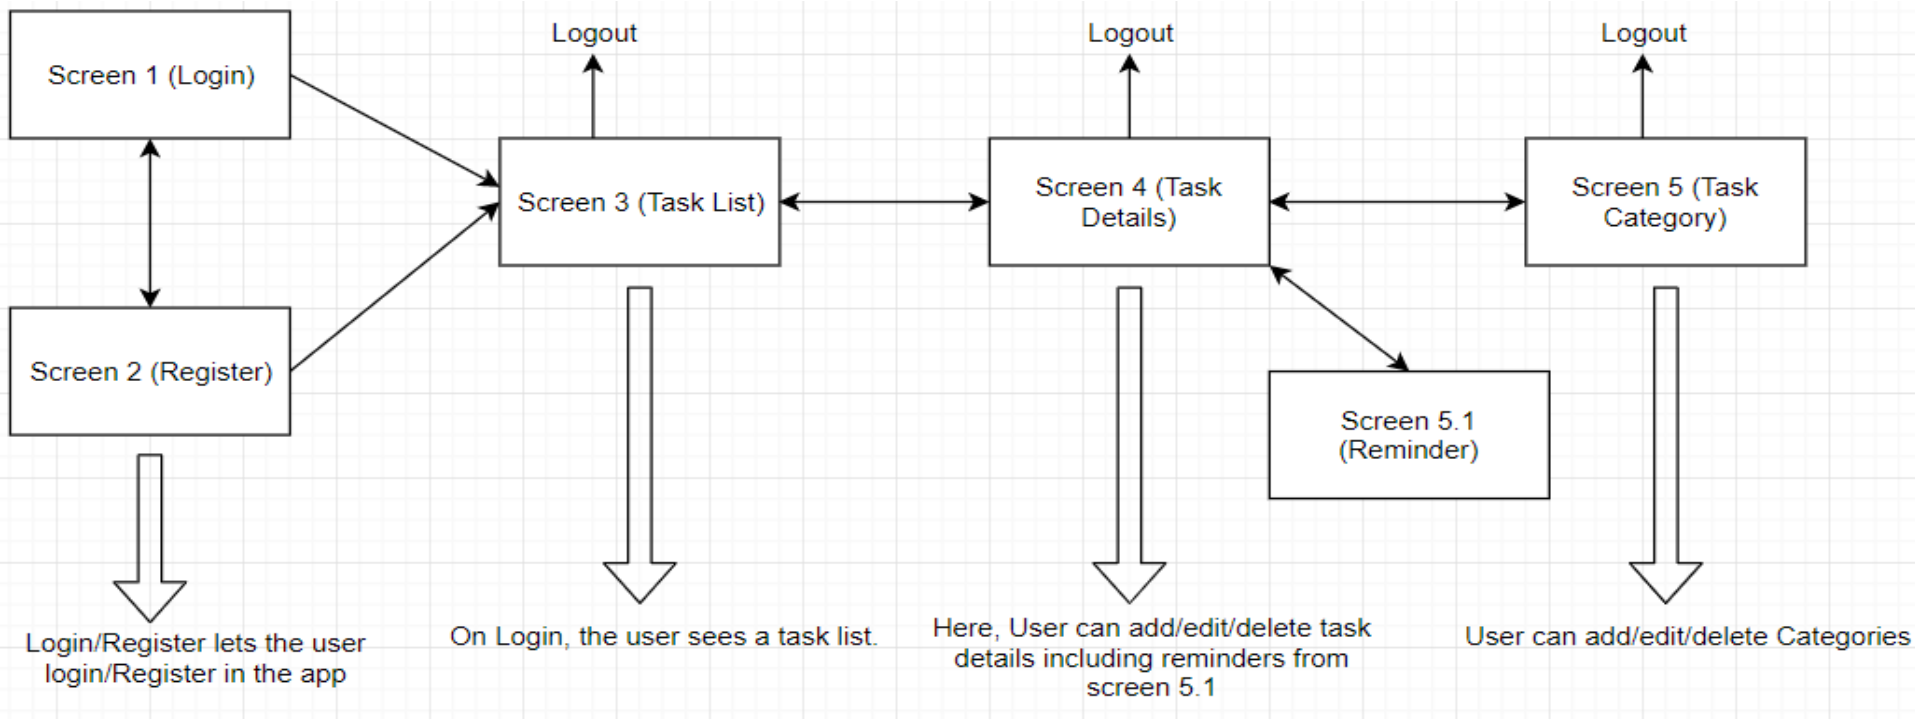 Screen 1 (Login)
Logout
Logout
Logout
Screen 3 (Task List)
Screen 4 (Task
Details)
Screen 5 (Task
Category)
Screen 2 (Register)
Screen 5.1
(Reminder)
Login/Register lets the user
login/Register in the app
On Login, the user sees a task list.
Here, User can add/edit/delete task
details including reminders from
screen 5.1
User can add/edit/delete Categories